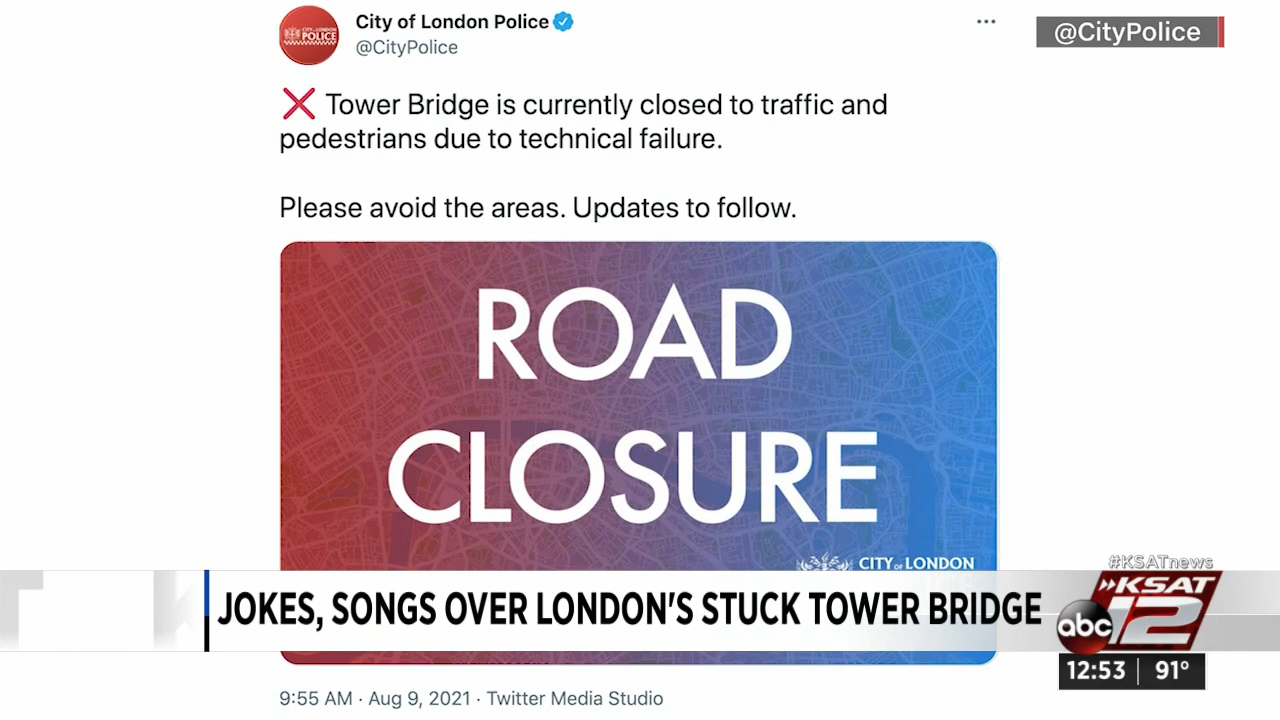 City of London Police
@CityPolice
@CityPolice
❌ Tower Bridge is currently closed to traffic and
pedestrians due to technical failure.
Please avoid the areas. Updates to follow.
ROAD
CLOSURE
CITY OF LONDON
JOKES, SONGS OVER LONDON'S STUCK TOWER BRIDGE
#KSATnews
KSAT
abc 12
12:53 91°
9:55 AM · Aug 9, 2021 · Twitter Media Studio